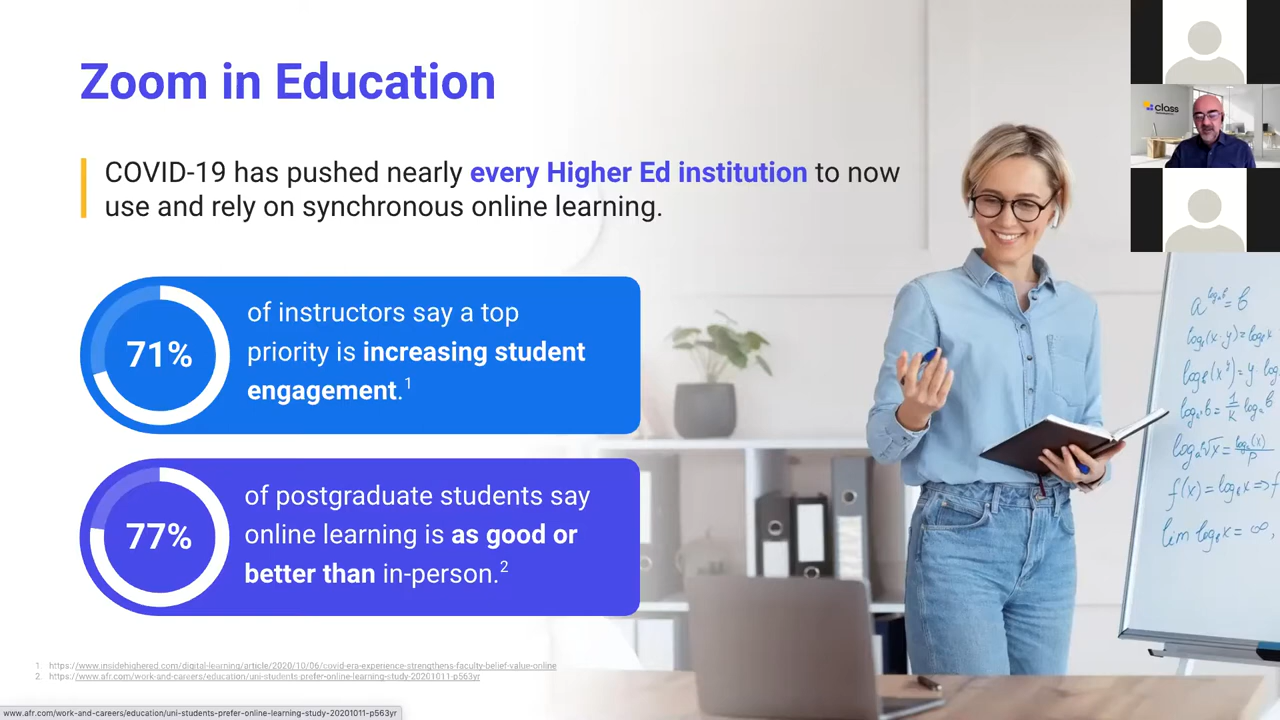 Zoom in Education
COVID-19 has pushed nearly every Higher Ed institution to now
use and rely on synchronous online learning.
71%
of instructors say a top
priority is increasing student
engagement.1
77%
of postgraduate students say
online learning is as good or
better than in-person.2
1. https://www.insidehighered.com/digital-learning/article/2020/10/06/covid-era-experience-strengthens-faculty-belief-value-online
2. https://www.afr.com/work-and-careers/education/uni-students-prefer-online-learning-study-20201011-p563yr
www.afr.com/work-and-careers/education/uni-students-prefer-online-learning-study-20201011-p563yr
class